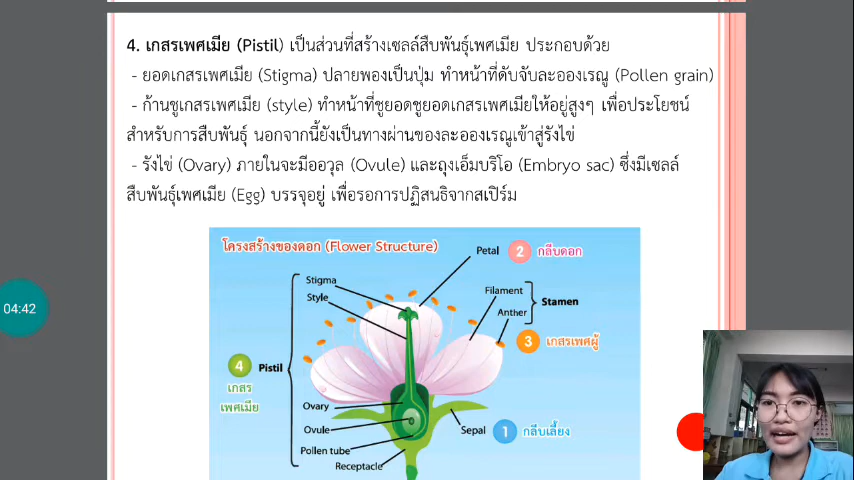 4. เกสรเพศเมีย (Pistil) เป็นส่วนที่สร้างเซลล์สืบพันธุ์เพศเมีย ประกอบด้วย
- ยอดเกสรเพศเมีย (Stigma) ปลายพองเป็นปุ่ม ทำหน้าที่ดับจับละอองเรณู (Pollen grain)
- ก้านชูเกสรเพศเมีย (style) ทำหน้าที่ชูยอดชูยอดเกสรเพศเมียให้อยู่สูงๆ เพื่อประโยชน์
สำหรับการสืบพันธุ์ นอกจากนี้ยังเป็นทางผ่านของละอองเรณูเข้าสู่รังไข่
- รังไข่ (Ovary) ภายในจะมีออวุล (Ovule) และถุงเอ็มบริโอ (Embryo sac) ซึ่งมีเซลล์
สืบพันธุ์เพศเมีย (Egg) บรรจุอยู่ เพื่อรอการปฏิสนธิจากสเปิร์ม
โครงสร้างของดอก (Flower Structure)
Petal 2 กลีบดอก
Stigma
Style
Filament
Anther
Stamen
3 เกสรเพศผู้
4 Pistil
เกสร
เพศเมีย
Ovary
Ovule
Pollen tube
Receptacle
Sepal 1 กลีบเลี้ยง
04:42